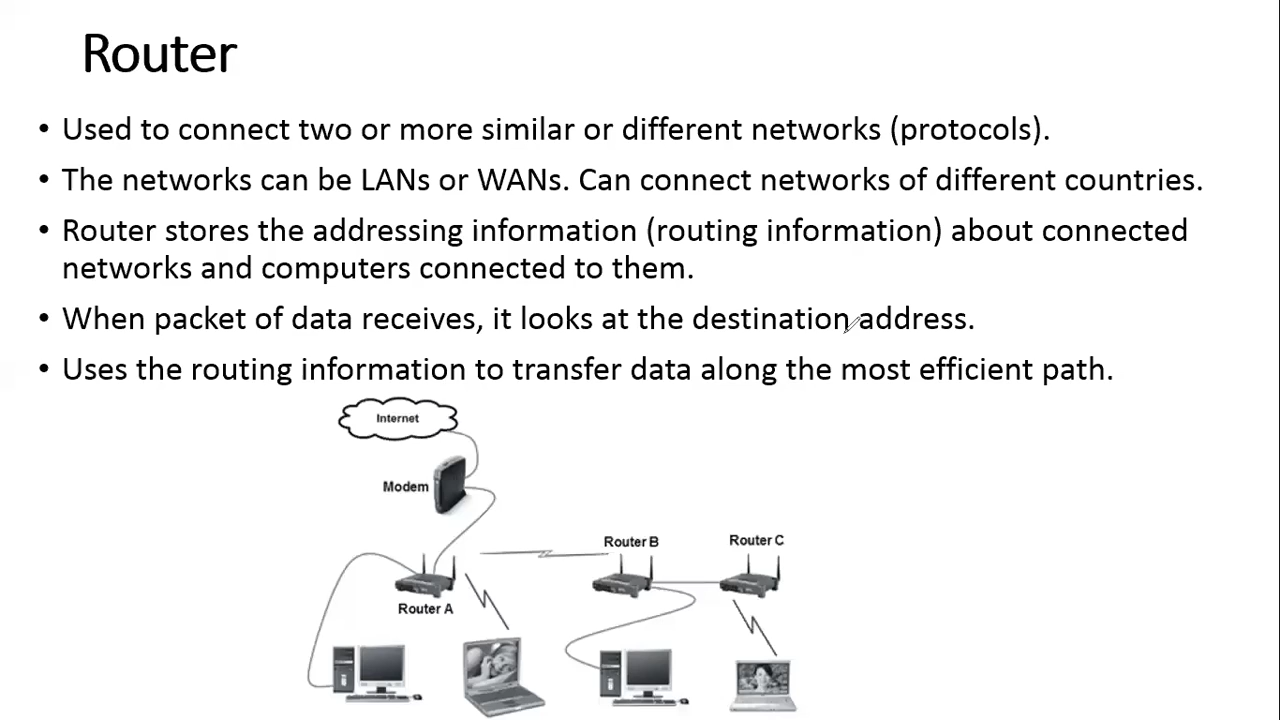 Router
• Used to connect two or more similar or different networks (protocols).
• The networks can be LANs or WANs. Can connect networks of different countries.
• Router stores the addressing information (routing information) about connected
networks and computers connected to them.
• When packet of data receives, it looks at the destination address.
• Uses the routing information to transfer data along the most efficient path.
Internet
Modem
Router B
Router C
Router A